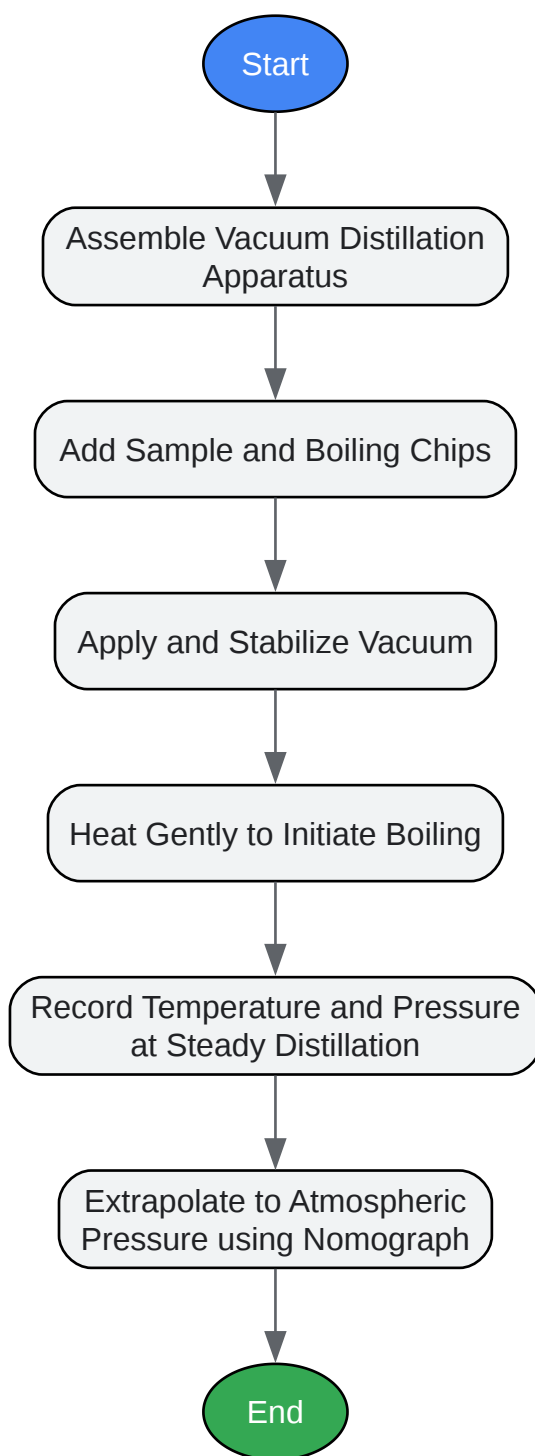 Start
Assemble Vacuum Distillation
Apparatus
Add Sample and Boiling Chips
Apply and Stabilize Vacuum
Heat Gently to Initiate Boiling
Record Temperature and Pressure
at Steady Distillation
Extrapolate to Atmospheric
Pressure using Nomograph
End